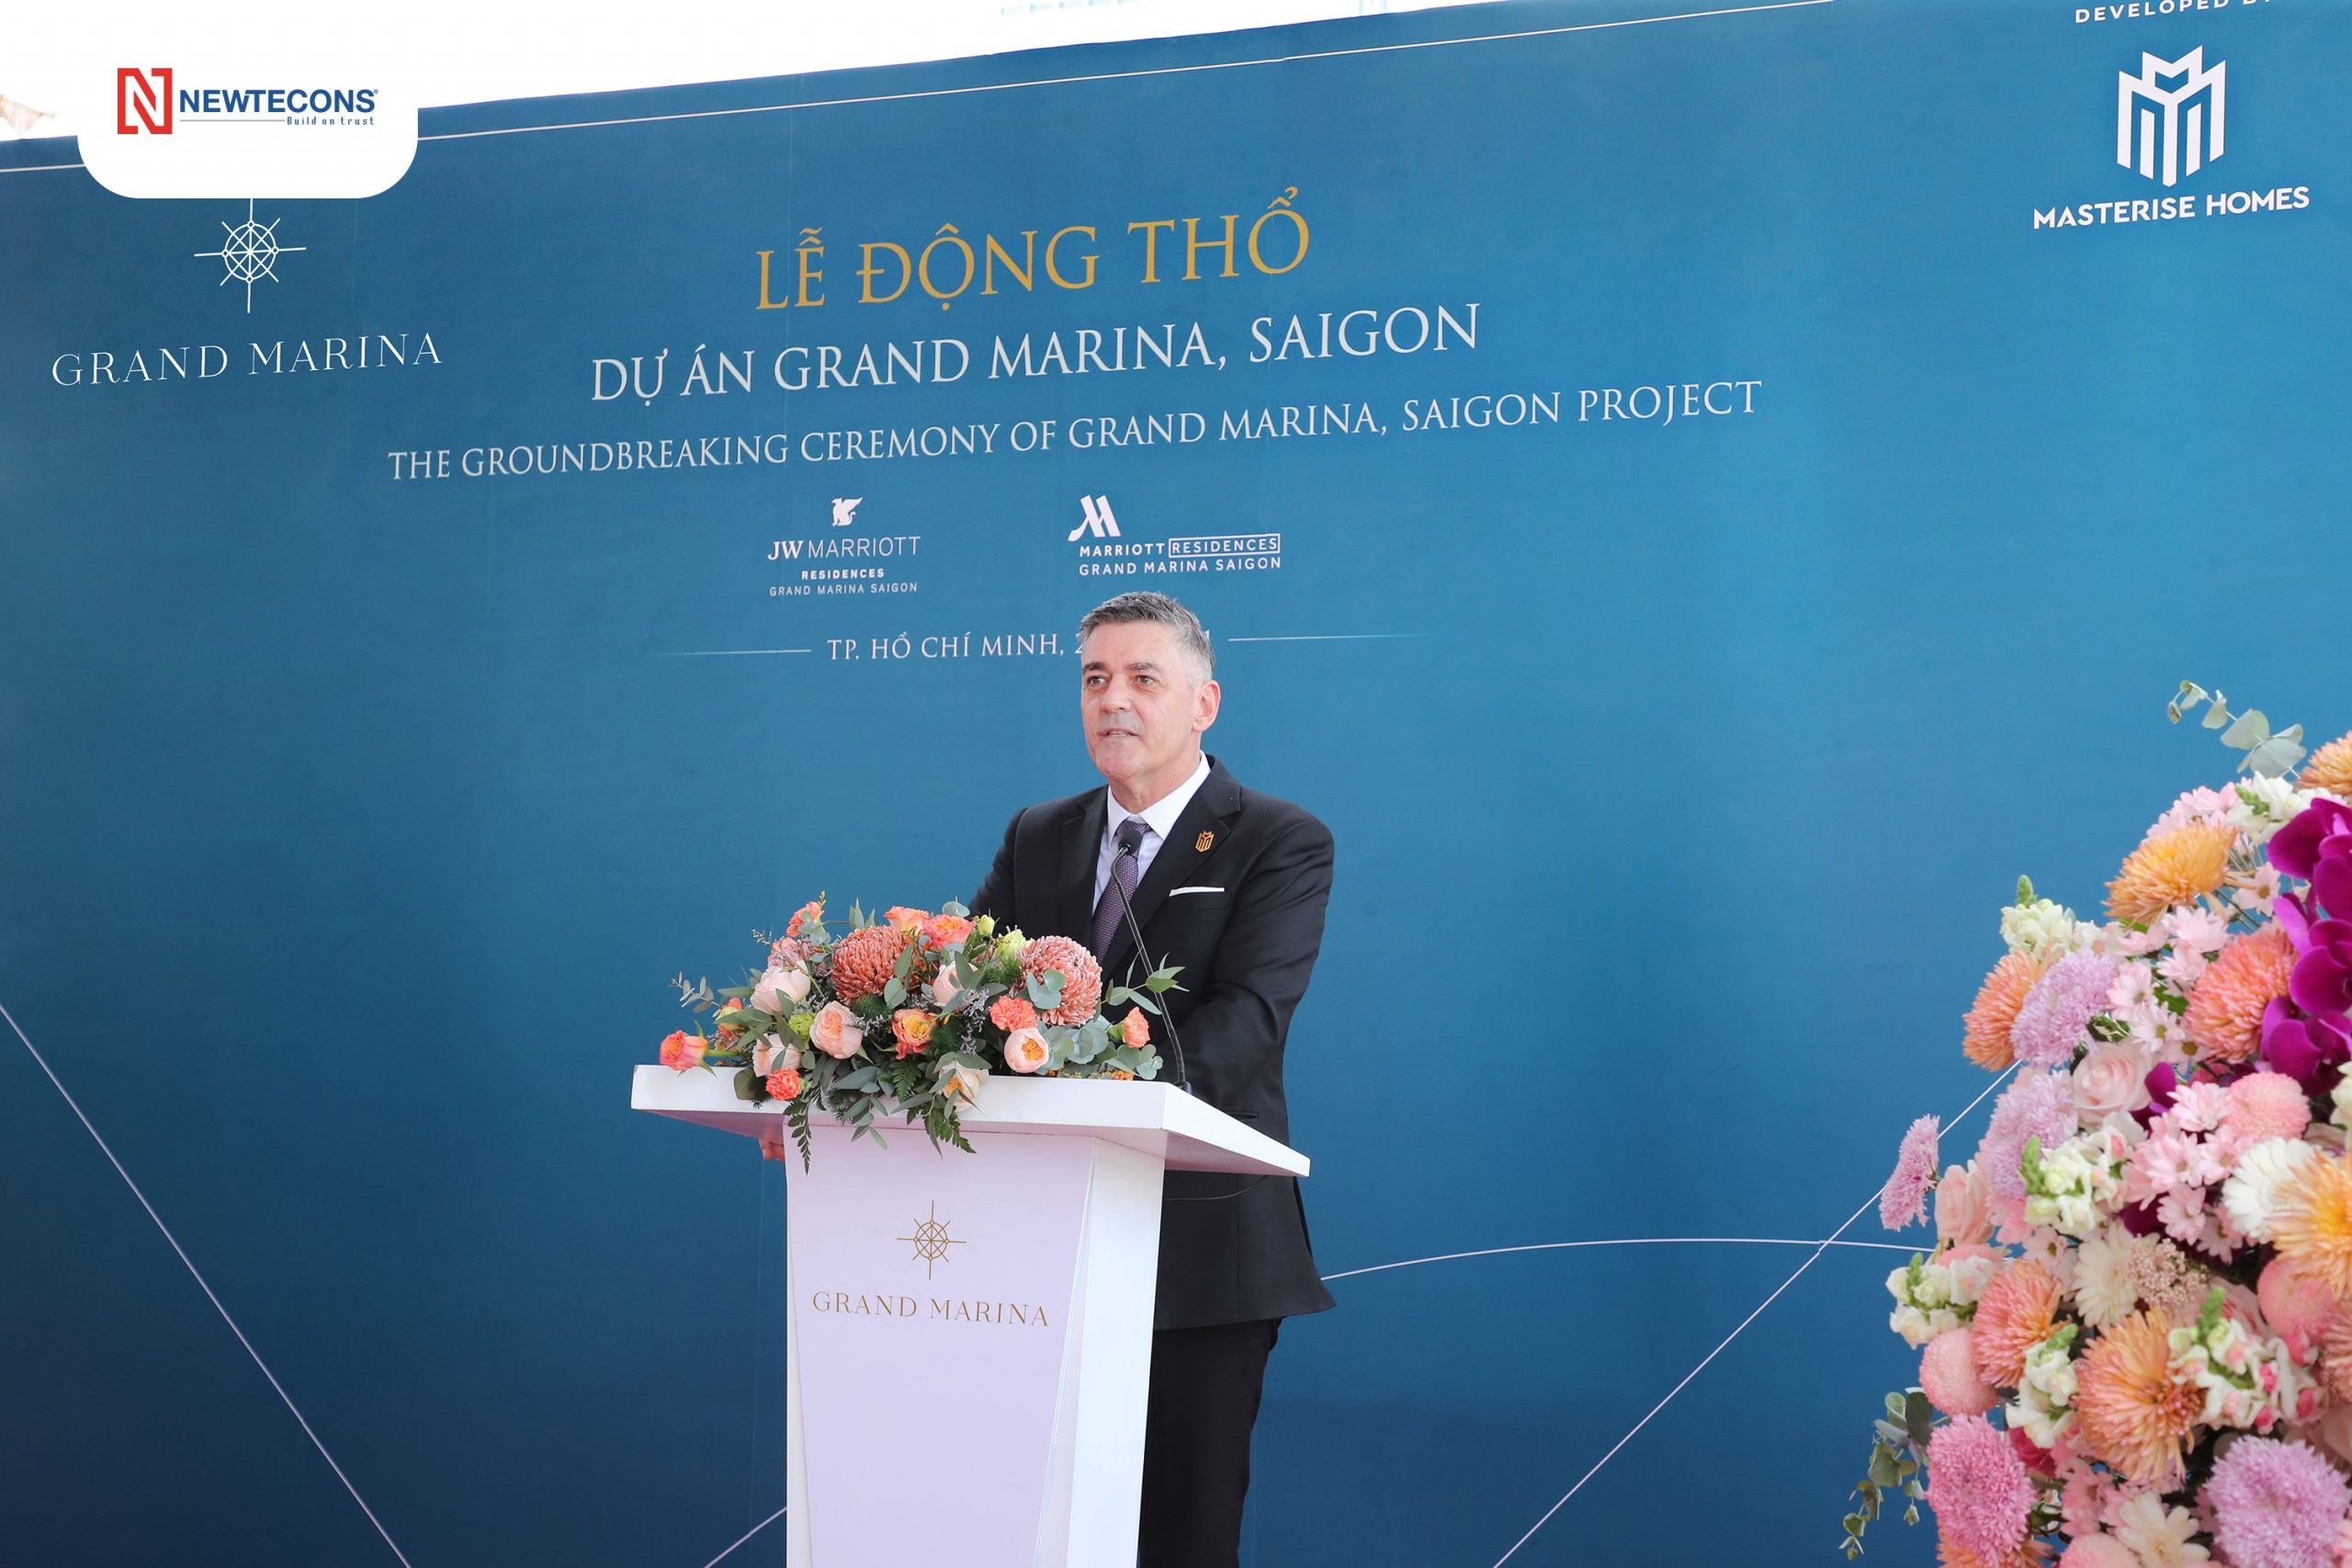 NEWTECONS
Build on trust
DEVELOPED
MASTERISE HOMES
GRAND MARINA
LỄ ĐỘNG THỔ
DỰ ÁN GRAND MARINA, SAIGON
THE GROUNDBREAKING CEREMONY OF GRAND MARINA, SAIGON PROJECT
JW MARRIOTT
RESIDENCES
GRAND MARINA SAIGON
MARRIOTT RESIDENCES
GRAND MARINA SAIGON
TP. HỒ CHÍ MINH,
GRAND MARINA